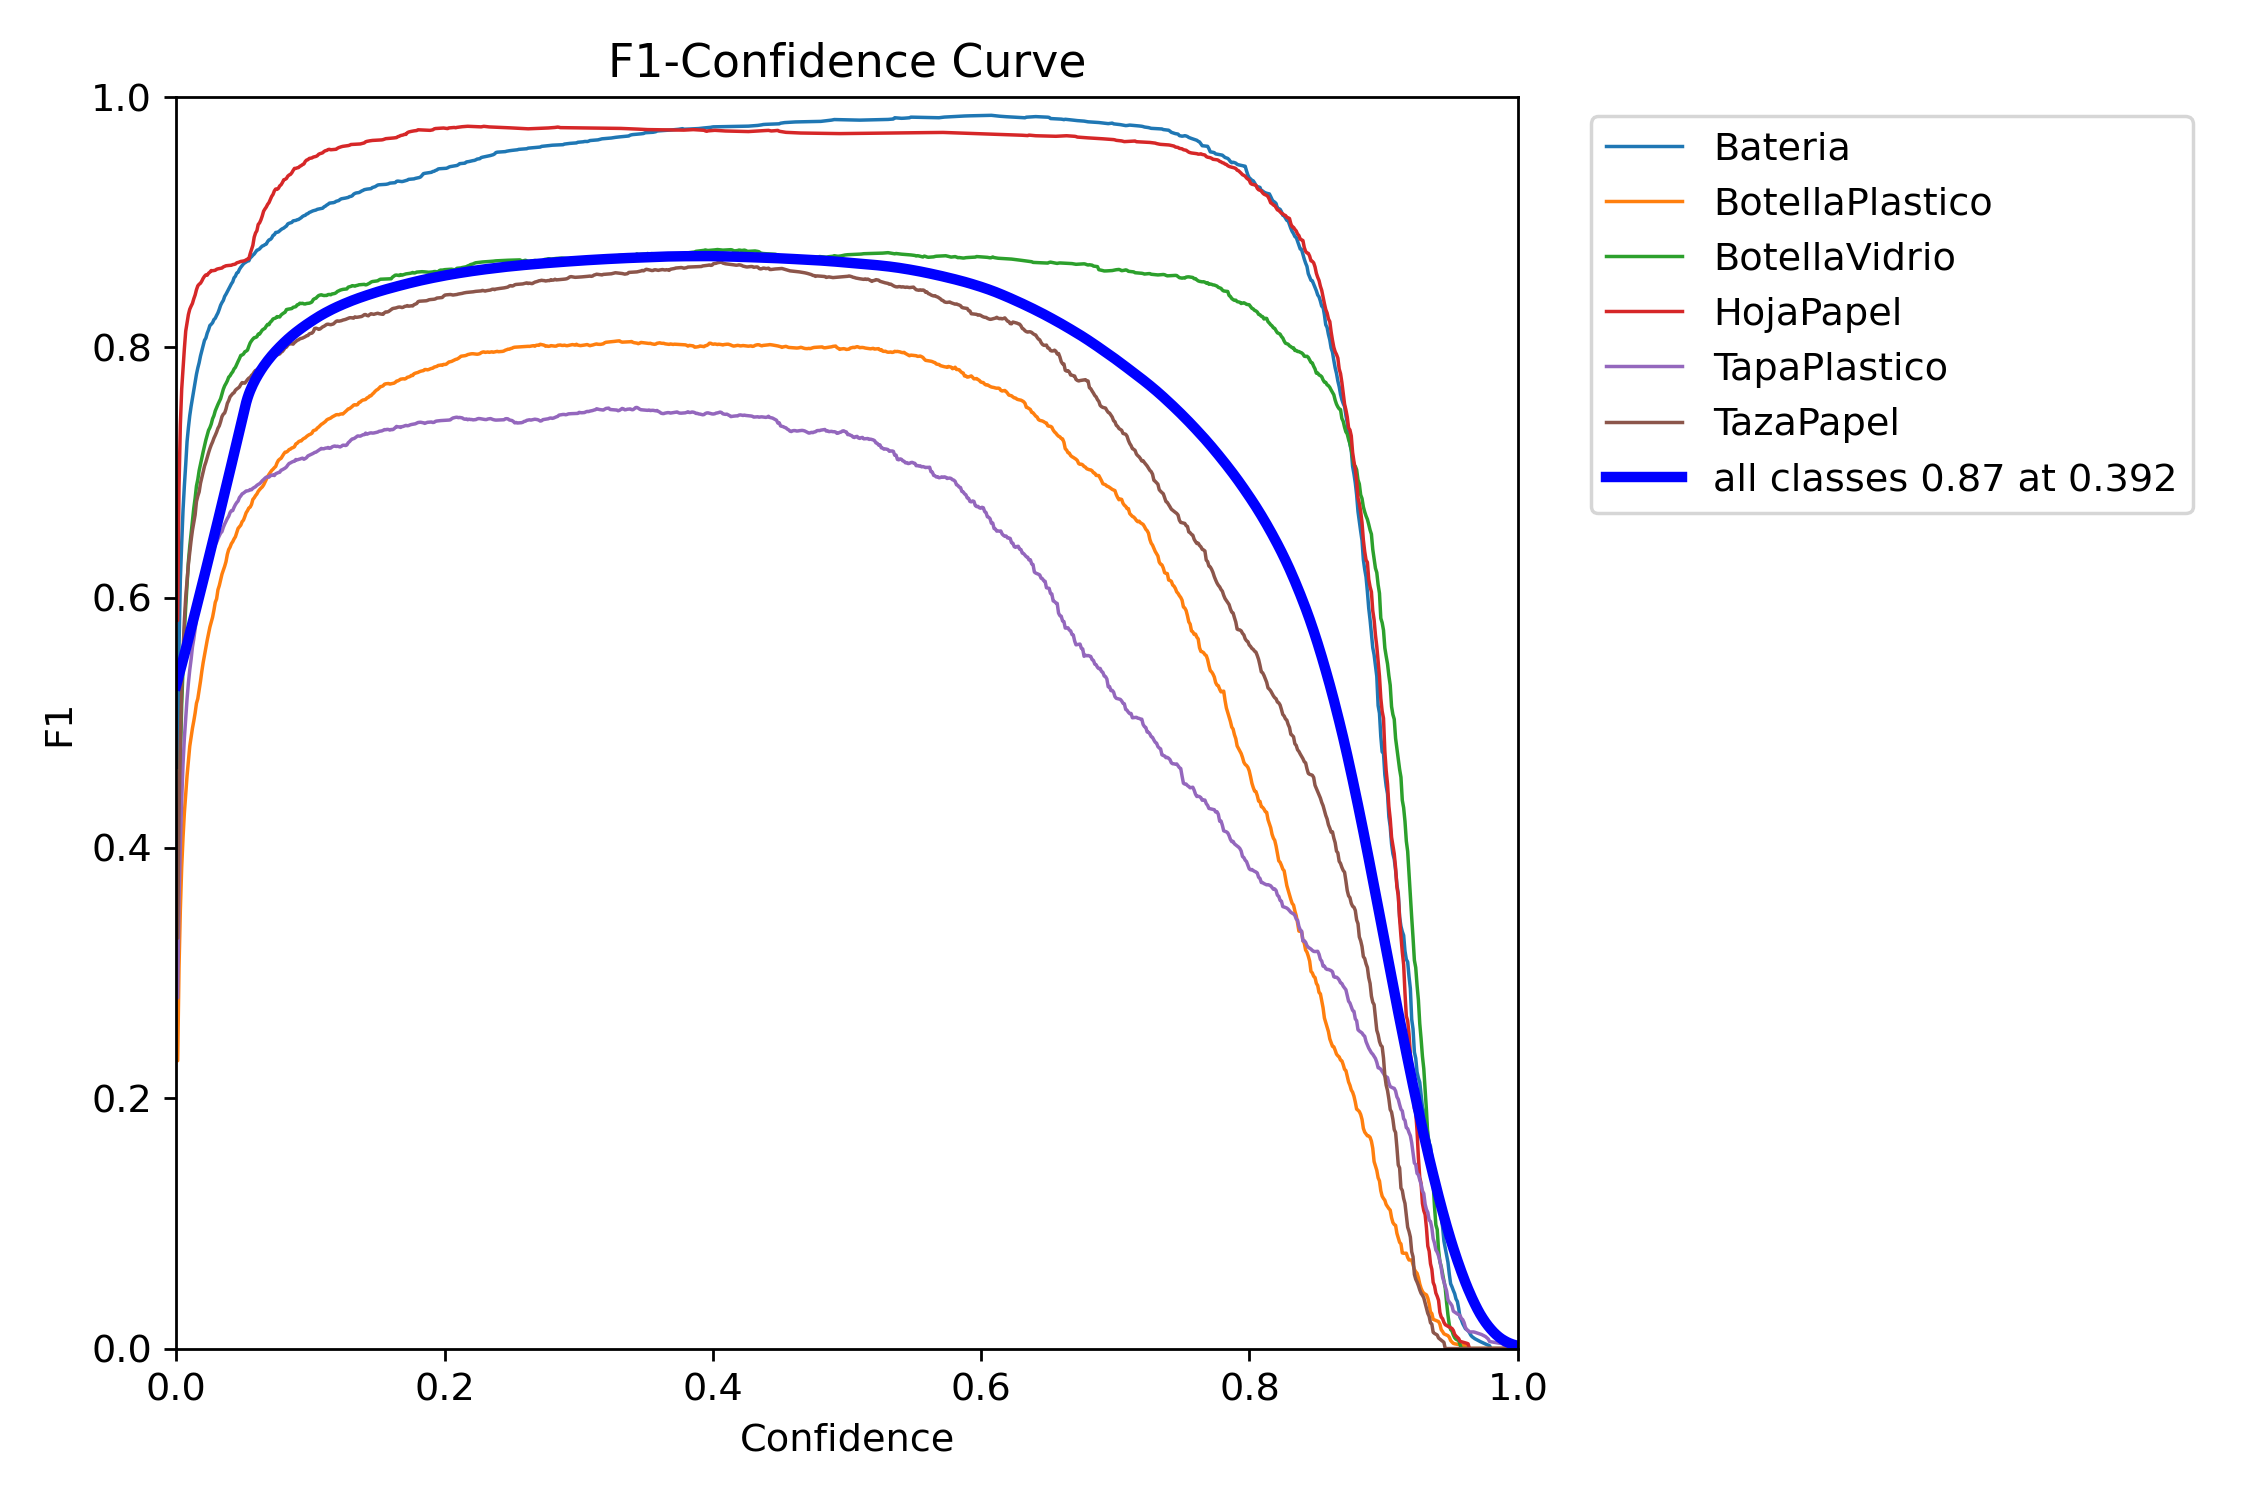 F1-Confidence Curve
1.0
0.8
0.6
0.4
0.2
0.0
F1
0.0 0.2 0.4 0.6 0.8 1.0
Confidence
Bateria
BotellaPlastico
BotellaVidrio
HojaPapel
TapaPlastico
TazaPapel
all classes 0.87 at 0.392